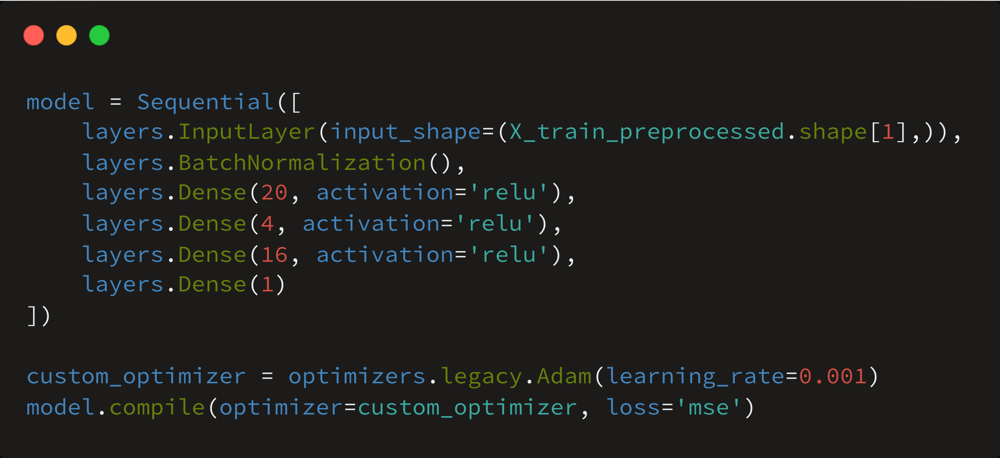 model = Sequential([
    layers.InputLayer(input_shape=(X_train_preprocessed.shape[1],)),
    layers.BatchNormalization(),
    layers.Dense(20, activation='relu'),
    layers.Dense(4, activation='relu'),
    layers.Dense(16, activation='relu'),
    layers.Dense(1)
])

custom_optimizer = optimizers.legacy.Adam(learning_rate=0.001)
model.compile(optimizer=custom_optimizer, loss='mse')